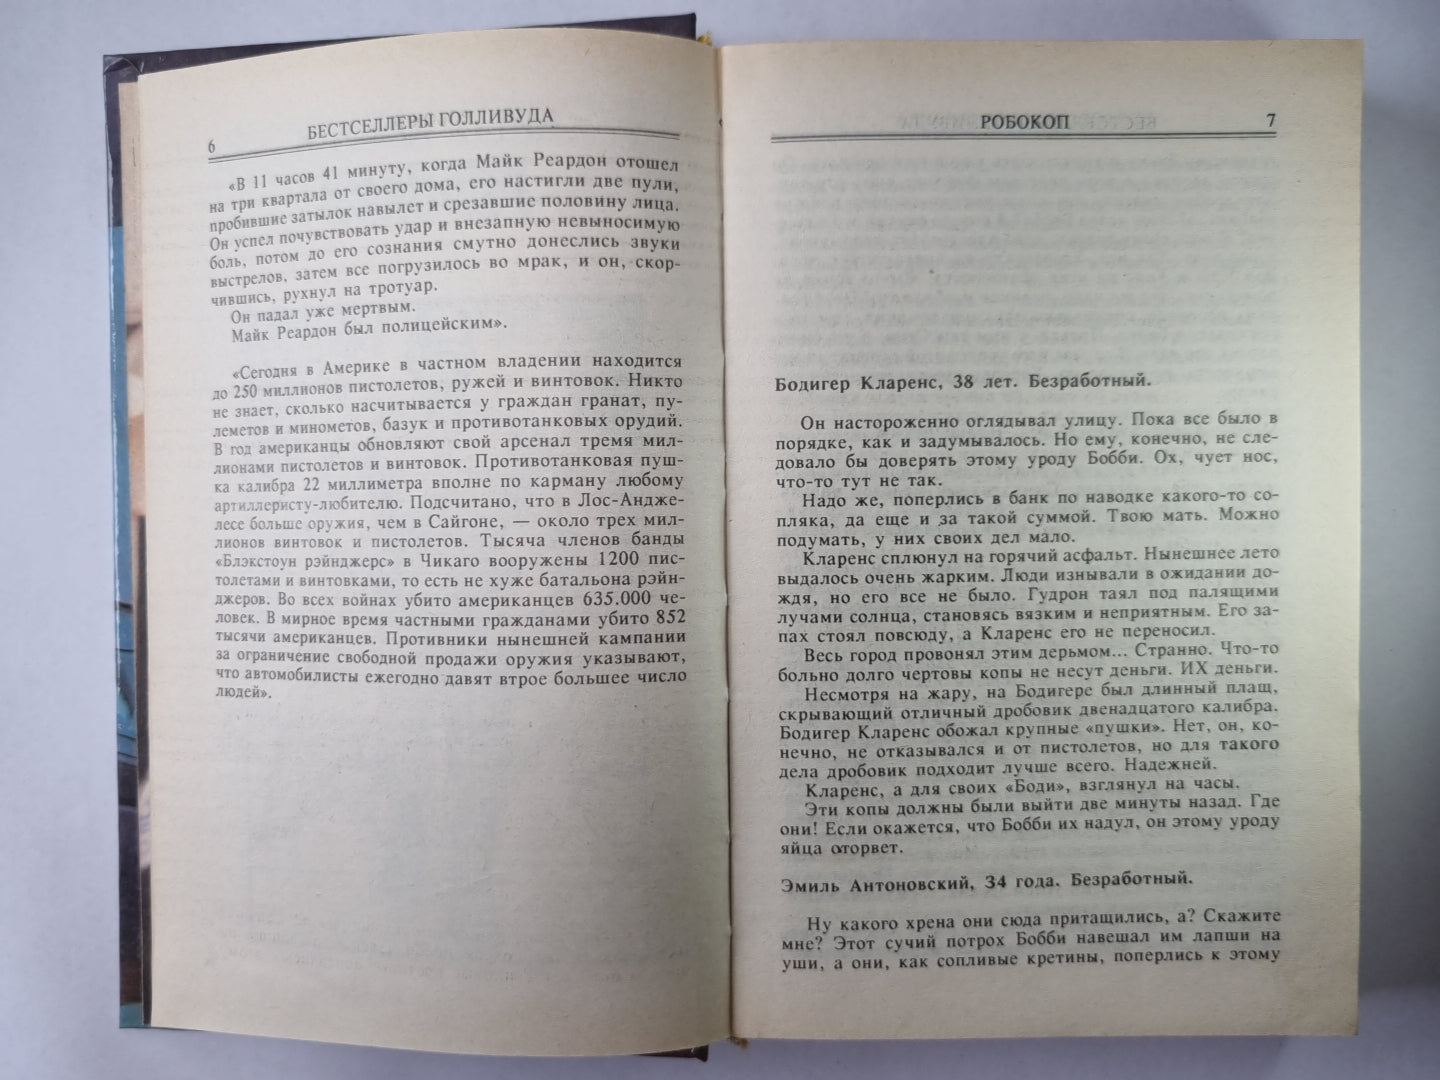 6
БЕСТСЕЛЛЕРЫ ГОЛЛИВУДА
«В 11 часов 41 минуту, когда Майк Реардон отошел
на три квартала от своего дома, его настигли две пули,
пробившие затылок навылет и срезавшие половину лица.
Он успел почувствовать удар и внезапную невыносимую
боль, потом до его сознания смутно донеслись звуки
выстрелов, затем все погрузилось во мрак, и он, скор-
чившись, рухнул на тротуар.
Он падал уже мертвым.
Майк Реардон был полицейским».
«Сегодня в Америке в частном владении находится
до 250 миллионов пистолетов, ружей и винтовок. Никто
не знает, сколько насчитывается у граждан гранат, пу-
леметов и минометов, базук и противотанковых орудий.
В год американцы обновляют свой арсенал тремя мил-
лионами пистолетов и винтовок. Противотанковая пуш-
ка калибра 22 миллиметра вполне по карману любому
артиллеристу-любителю. Подсчитано, что в Лос-Андже-
лесе больше оружия, чем в Сайгоне, — около трех мил-
лионов винтовок и пистолетов. Тысяча членов банды
«Блэкстоун рэйнджерс» в Чикаго вооружены 1200 пис-
толетами и винтовками, то есть не хуже батальона рэйн-
джеров. Во всех войнах убито американцев 635.000 че-
ловек. В мирное время частными гражданами убито 852
тысячи американцев. Противники нынешней кампании
за ограничение свободной продажи оружия указывают,
что автомобилисты ежегодно давят втрое большее число
людей».
РОБОКОП
7
Бодигер Кларенс, 38 лет. Безработный.
Он настороженно оглядывал улицу. Пока все было в
порядке, как и задумывалось. Но ему, конечно, не сле-
довало бы доверять этому уроду Бобби. Ох, чует нос,
что-то тут не так.
Надо же, поперлись в банк по наводке какого-то со-
пляка, да еще и за такой суммой. Твою мать. Можно
подумать, у них своих дел мало.
Кларенс сплюнул на горячий асфальт. Нынешнее лето
выдалось очень жарким. Люди изнывали в ожидании до-
ждя, но его все не было. Гудрон таял под палящими
лучами солнца, становясь вязким и неприятным. Его за-
пах стоял повсюду, а Кларенс его не переносил.
Весь город провонял этим дерьмом... Странно. Что-то
больно долго чертовы копы не несут деньги. ИХ деньги.
Несмотря на жару, на Бодигере был длинный плащ,
скрывающий отличный дробовик двенадцатого калибра.
Бодигер Кларенс обожал крупные «пушки». Нет, он, ко-
нечно, не отказывался и от пистолетов, но для такого
дела дробовик подходит лучше всего. Надежней.
Кларенс, а для своих «Боди», взглянул на часы.
Эти копы должны были выйти две минуты назад. Где
они! Если окажется, что Бобби их надул, он этому уроду
яйца оторвет.
Эмиль Антоновский, 34 года. Безработный.
Ну какого хрена они сюда притащились, а? Скажите
мне? Этот сучий потрох Бобби навешал им лапши на
уши, а они, как сопливые кретины, поперлись к этому